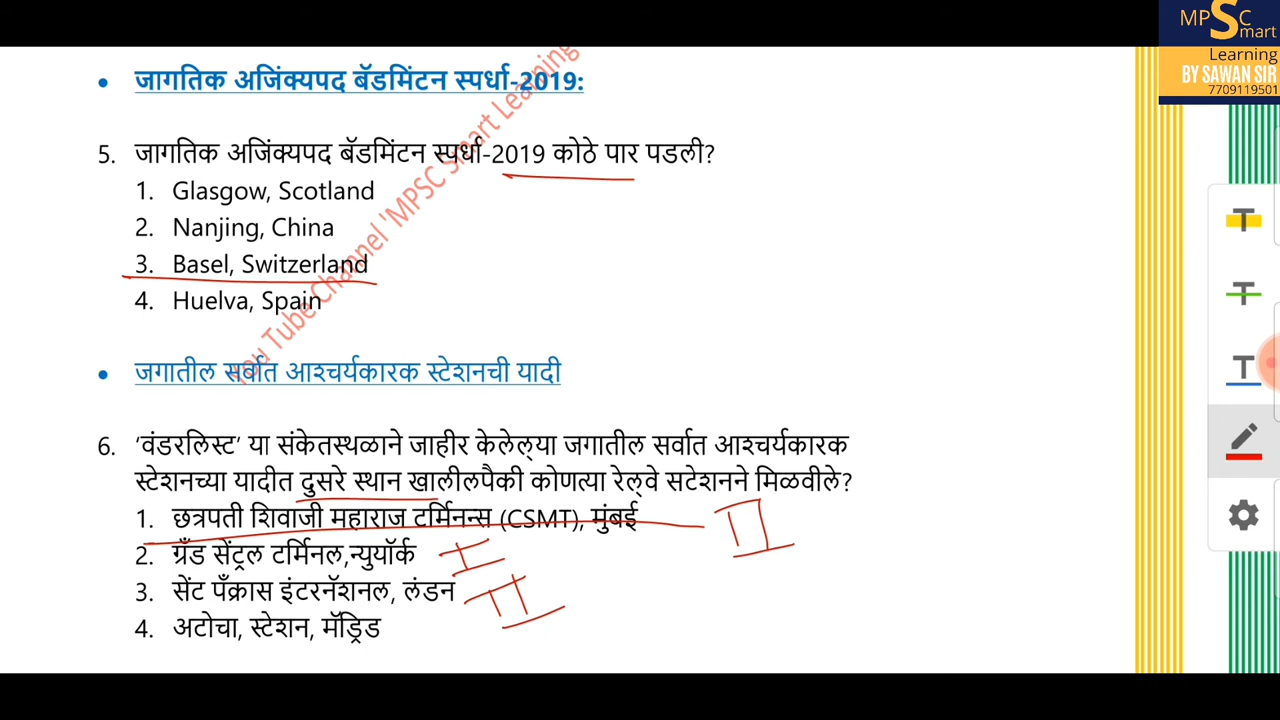 MPSC Smart
Learning
BY SAWAN SIR
7709119501
• जागतिक अजिंक्यपद बॅडमिंटन स्पर्धा-2019:
5. जागतिक अजिंक्यपद बॅडमिंटन स्पर्धा-2019 कोठे पार पडली?
1. Glasgow, Scotland
2. Nanjing, China
3. Basel, Switzerland
4. Huelva, Spain
You Tube Channel 'MPSC Smart Learning
• जगातील सर्वात आश्चर्यकारक स्टेशनची यादी
6. ‘वंडरलिस्ट’ या संकेतस्थळाने जाहीर केलेल्या जगातील सर्वात आश्चर्यकारक
स्टेशनच्या यादीत दुसरे स्थान खालीलपैकी कोणत्या रेल्वे सटेशनने मिळवीले?
1. छत्रपती शिवाजी महाराज टर्मिनन्स (CSMT), मुंबई II
2. ग्रँड सेंट्रल टर्मिनल,न्युयॉर्क I
3. सेंट पँक्रास इंटरनॅशनल, लंडन II
4. अटोचा, स्टेशन, मॅड्रिड